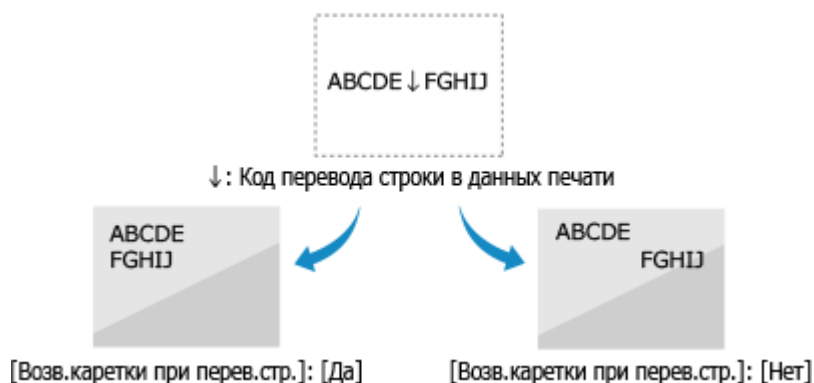 ABCDE↓FGHIJ
↓: Код перевода строки в данных печати
ABCDE
FGHIJ
ABCDE
FGHIJ
[Возв.каретки при перев.стр.]: [Да]
[Возв.каретки при перев.стр.]: [Нет]